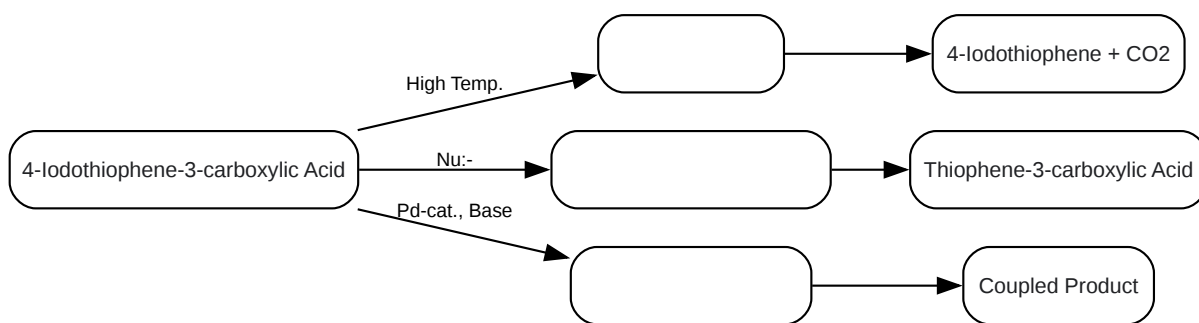 High Temp.
4-Iodothiophene + CO2
4-Iodothiophene-3-carboxylic Acid
Nu:-
Thiophene-3-carboxylic Acid
Pd-cat., Base
Coupled Product